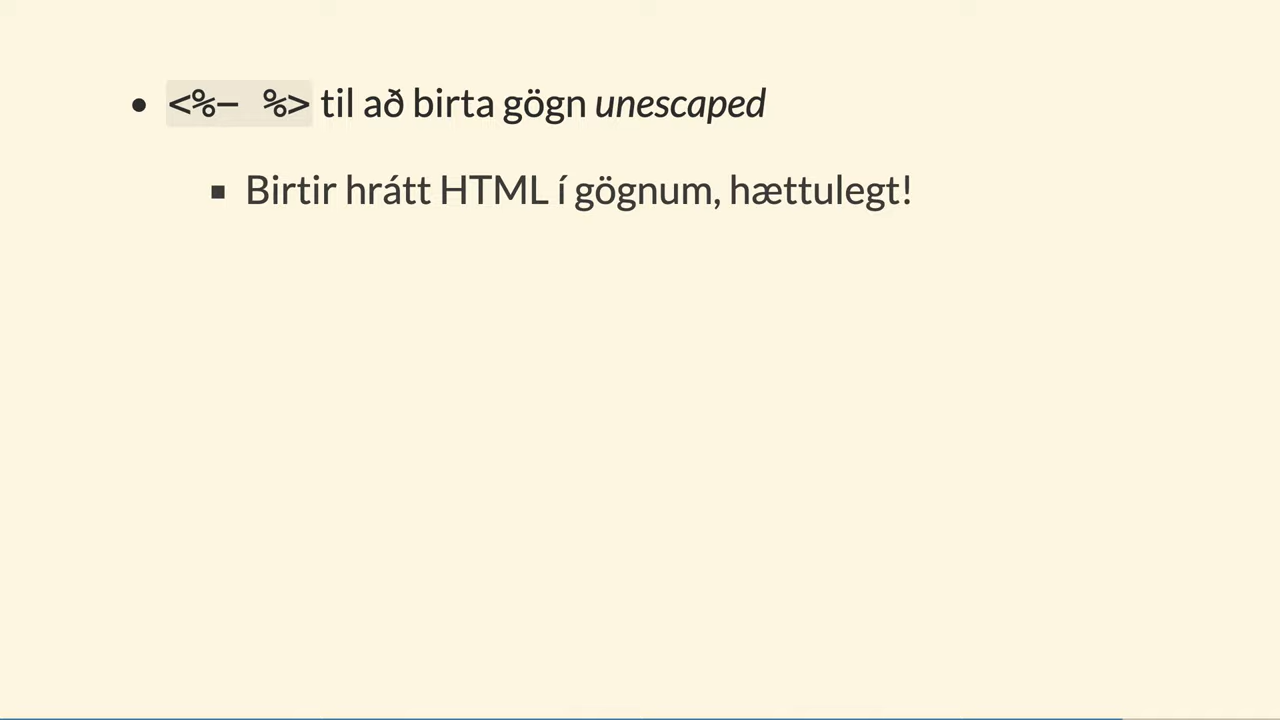 <%- %> til að birta gögn unescaped
Birtir hrátt HTML í gögnum, hættulegt!